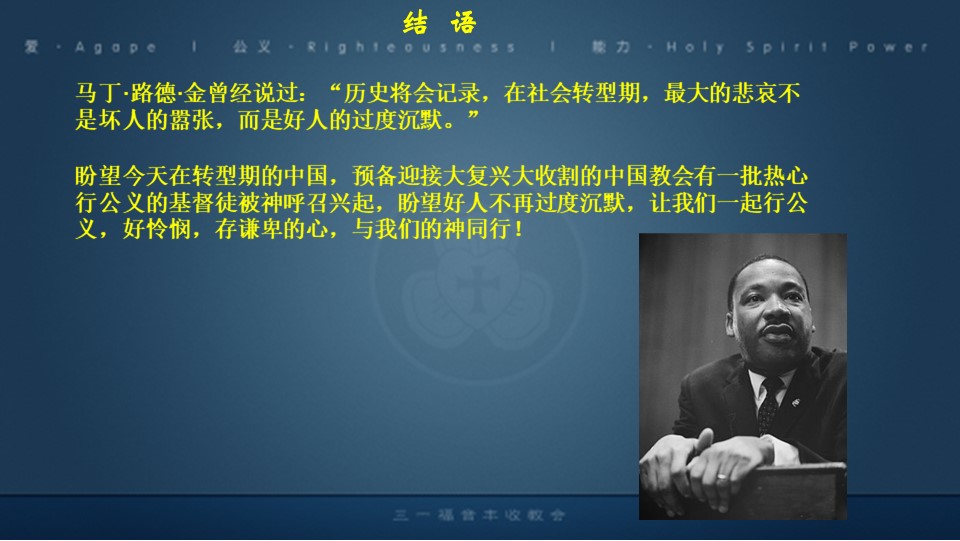 结 语
爱·Agape | 公义·Righteousness | 能力·Holy Spirit Power
马丁·路德·金曾经说过：“历史将会记录，在社会转型期，最大的悲哀不
是坏人的嚣张，而是好人的过度沉默。”
盼望今天在转型期的中国，预备迎接大复兴大收割的中国教会有一批热心
行公义的基督徒被神呼召兴起，盼望好人不再过度沉默，让我们一起行公
义，好怜悯，存谦卑的心，与我们的神同行！
三一福音丰收教会